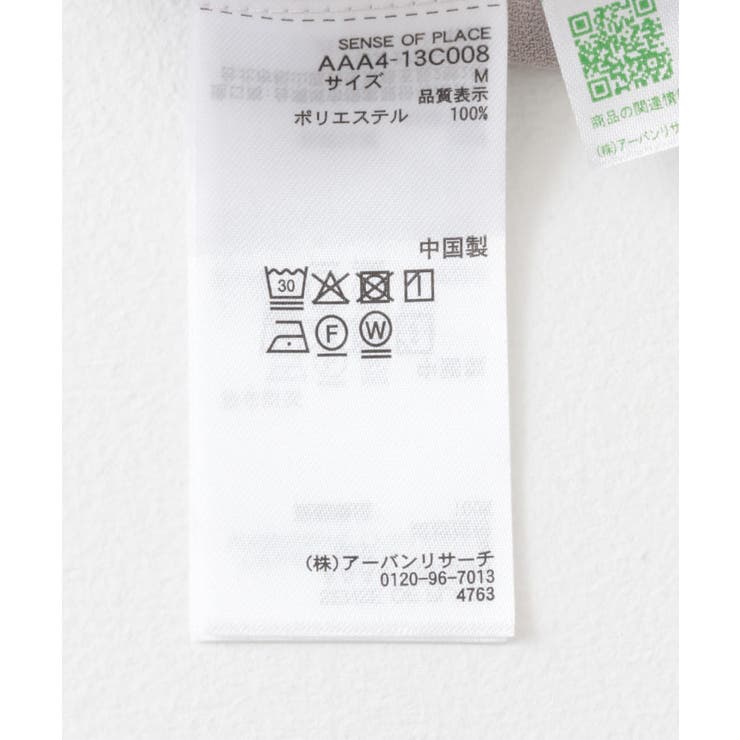 SENSE OF PLACE
AAA4-13C008
サイズ M
品質表示
ポリエステル 100%
中国製
30
F W
(株)アーバンリサーチ
0120-96-7013
4763
商品の関連情
(株)アーバンリサ